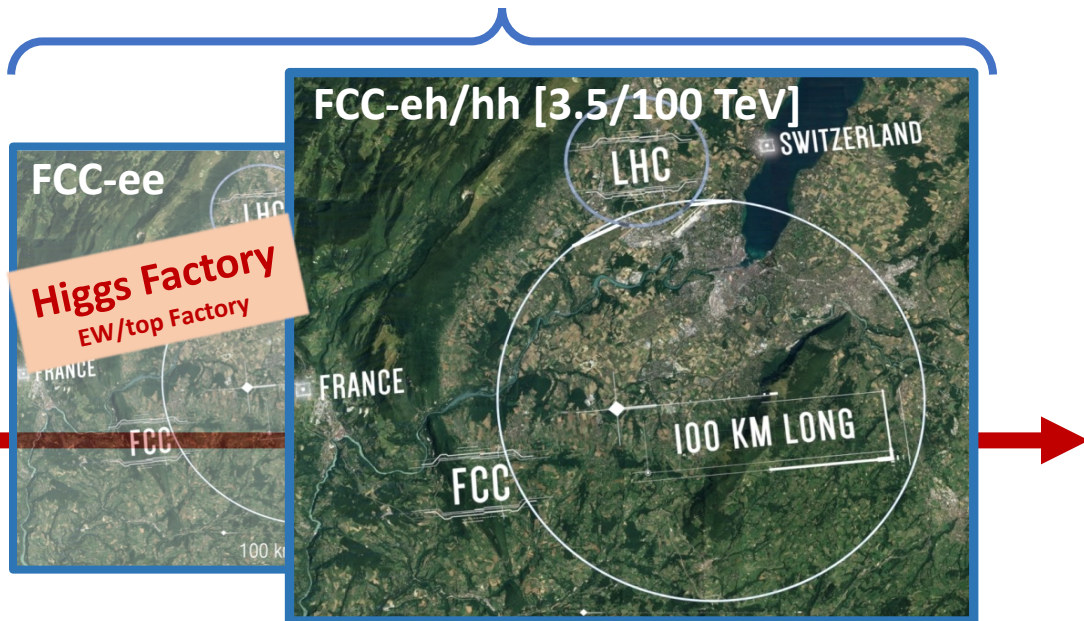 FCC-ee
LHC
Higgs Factory
EW/top Factory
FRANCE
FCC
100 k
FCC-eh/hh [3.5/100 TeV]
LHC
SWITZERLAND
FRANCE
100 KM LONG
FCC